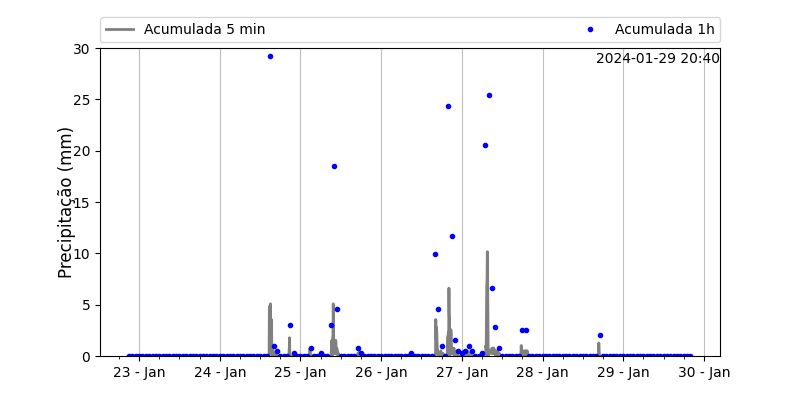 Acumulada 5 min
Acumulada 1h
2024-01-29 20:40
Precipitação (mm)
30
25
20
15
10
5
0
23 - Jan
24 - Jan
25 - Jan
26 - Jan
27 - Jan
28 - Jan
29 - Jan
30 - Jan